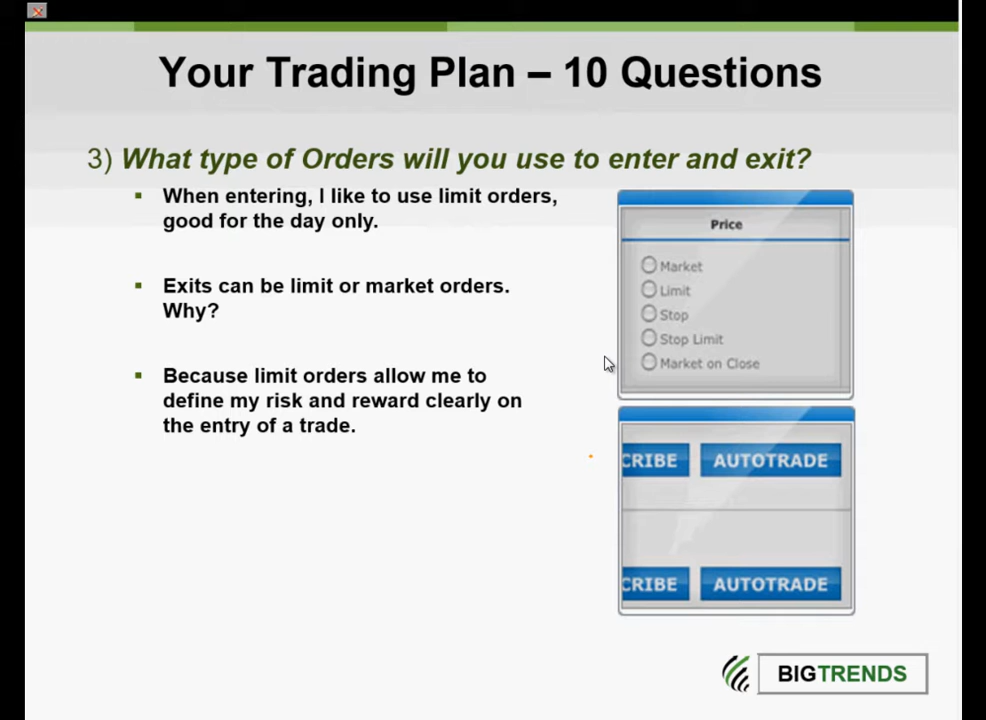 Your Trading Plan – 10 Questions
3) What type of Orders will you use to enter and exit?
▪ When entering, I like to use limit orders,
good for the day only.
▪ Exits can be limit or market orders.
Why?
▪ Because limit orders allow me to
define my risk and reward clearly on
the entry of a trade.
Price
Market
Limit
Stop
Stop Limit
Market on Close
CRIBE AUTOTRADE
CRIBE AUTOTRADE
BIGTRENDS